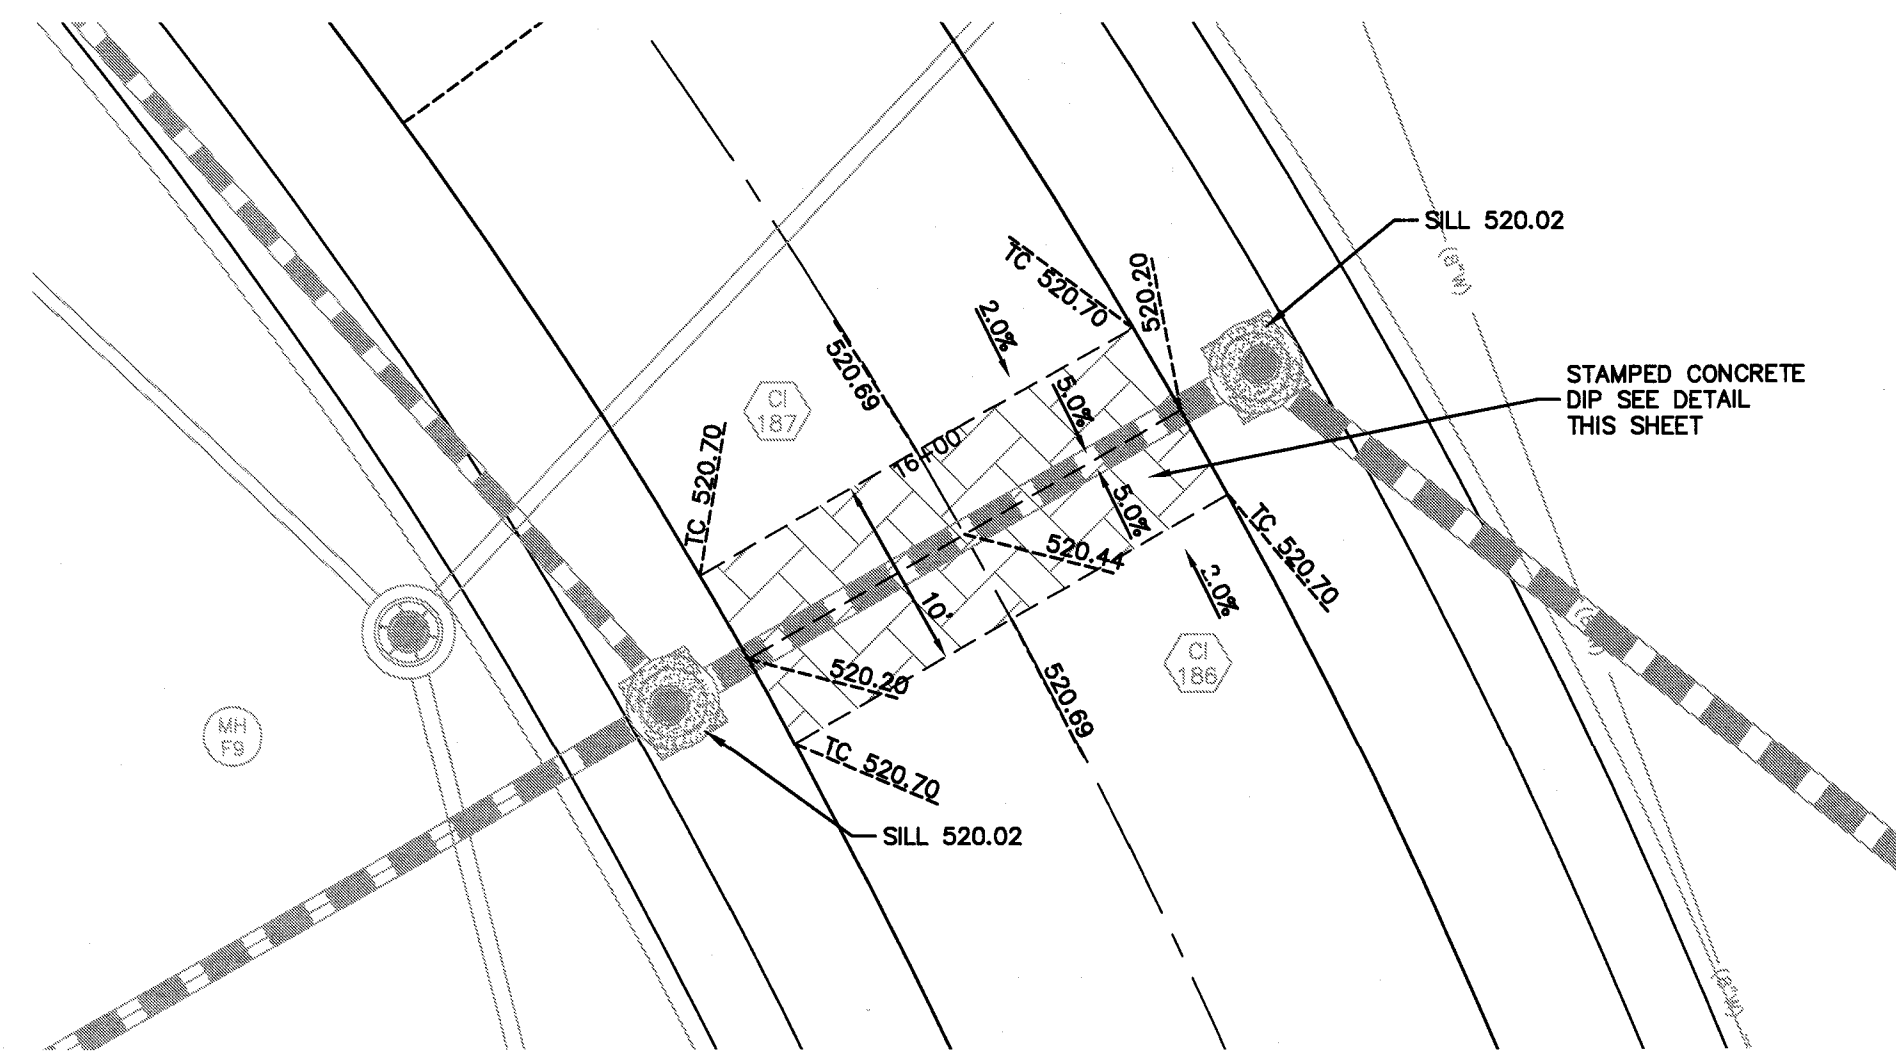 SILL 520.02
(8"W)
TC 520.70
520.20
2.0%
520.69
STAMPED CONCRETE
DIP SEE DETAIL
THIS SHEET
5.0%
CI
187
TC 520.70
16+00
5.0%
520.44
TC 520.70
2.0%
10'
CI
186
520.20
520.69
MH
F9
TC 520.70
SILL 520.02
(8"W)